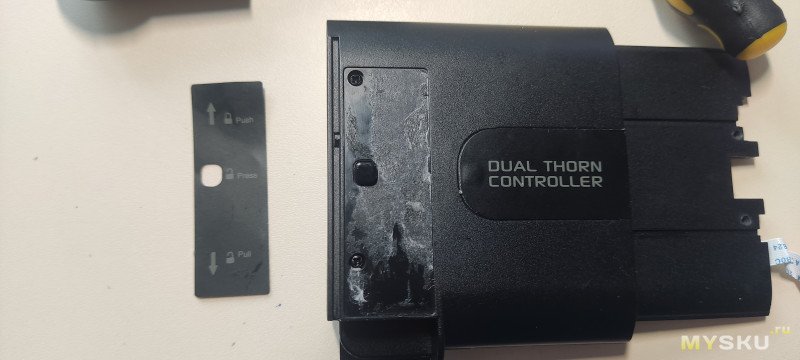 Push
Press
Pull
DUAL THORN
CONTROLLER
MYSKU.ru